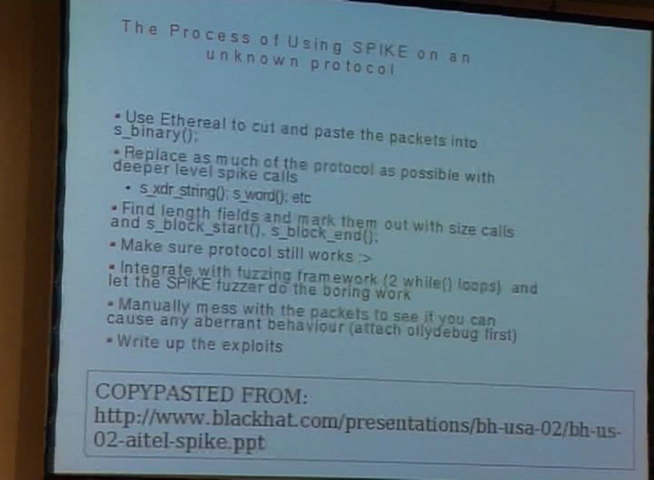 The Process of Using SPIKE on an
unknown protocol
• Use Ethereal to cut and paste the packets into
s_binary();
• Replace as much of the protocol as possible with
deeper level spike calls
• s_xdr_string(); s_word(); etc
• Find length fields and mark them out with size calls
and s_block_start(), s_block_end();
• Make sure protocol still works :>
• Integrate with fuzzing framework (2 while() loops) and
let the SPIKE fuzzer do the boring work
• Manually mess with the packets to see if you can
cause any aberrant behaviour (attach ollydebug first)
• Write up the exploits
COPYPASTED FROM:
http://www.blackhat.com/presentations/bh-usa-02/bh-us-
02-aitel-spike.ppt